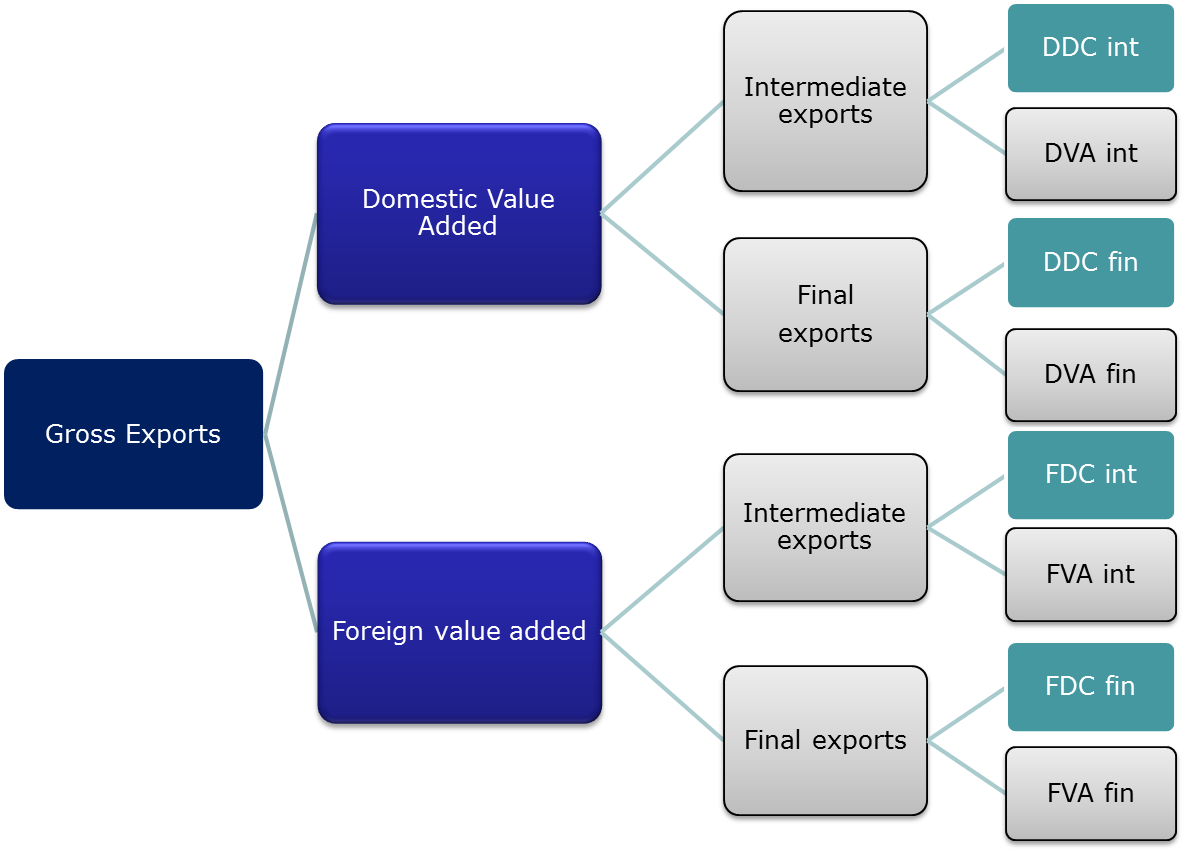 Gross Exports
Domestic Value
Added
Foreign value added
Intermediate
exports
Final
exports
Intermediate
exports
Final exports
DDC int
DVA int
DDC fin
DVA fin
FDC int
FVA int
FDC fin
FVA fin